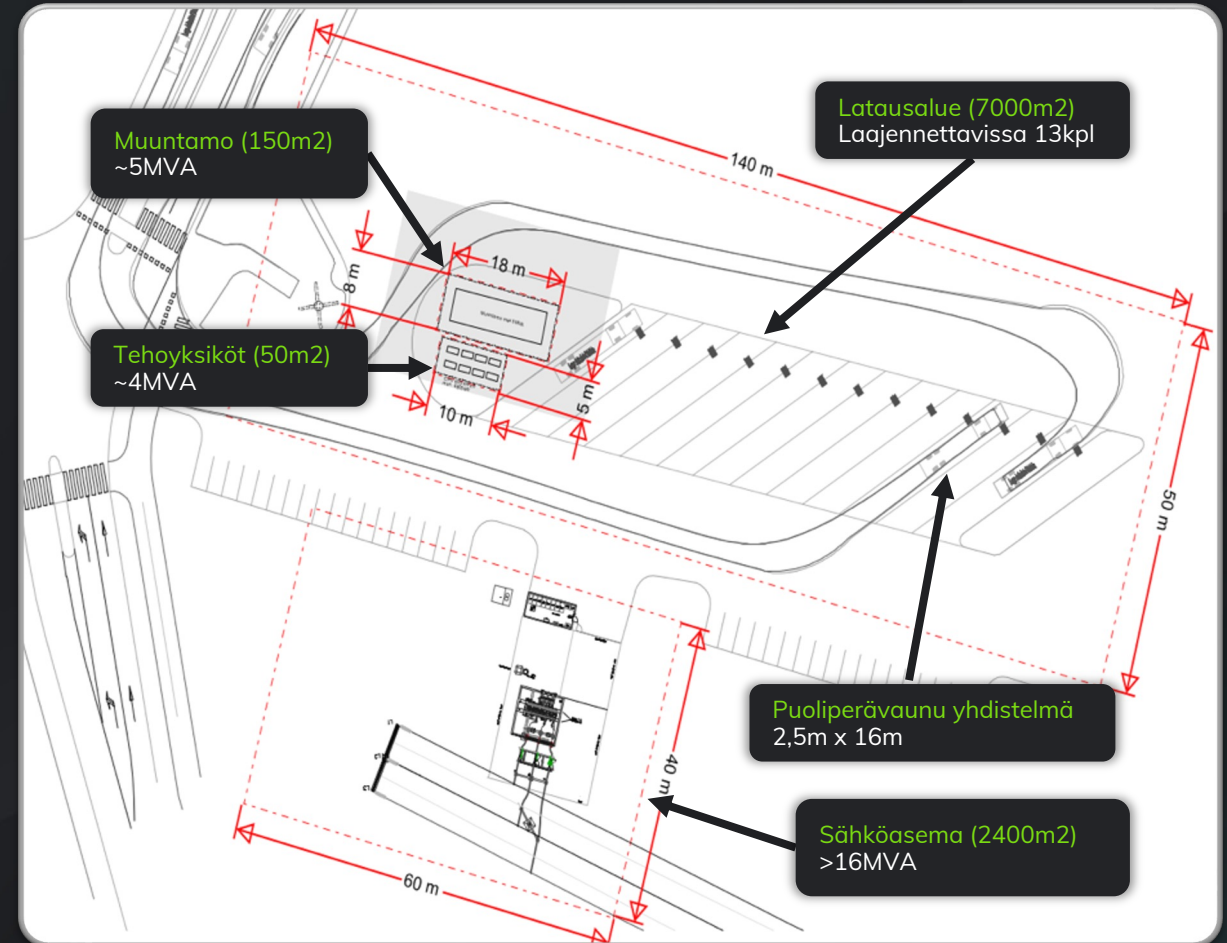 140 m
Latausalue (7000m2)
Laajennettavissa 13kpl
Muuntamo (150m2)
~5MVA
18 m
8 m
Tehoyksiköt (50m2)
~4MVA
5 m
10 m
50 m
Puoliperävaunu yhdistelmä
2,5m x 16m
40 m
Sähköasema (2400m2)
>16MVA
60 m